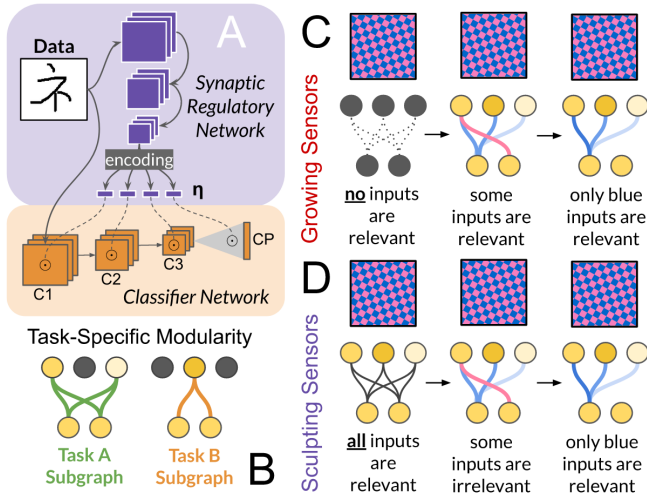 A
Data
ネ
Synaptic
Regulatory
Network
encoding
η
C1
C2
C3
CP
Classifier Network
Task-Specific Modularity
Task A
Subgraph
Task B
Subgraph
B
C
Growing Sensors
no inputs
are
relevant
some
inputs are
relevant
only blue
inputs are
relevant
D
Sculpting Sensors
all inputs
are
relevant
some
inputs are
irrelevant
only blue
inputs are
relevant